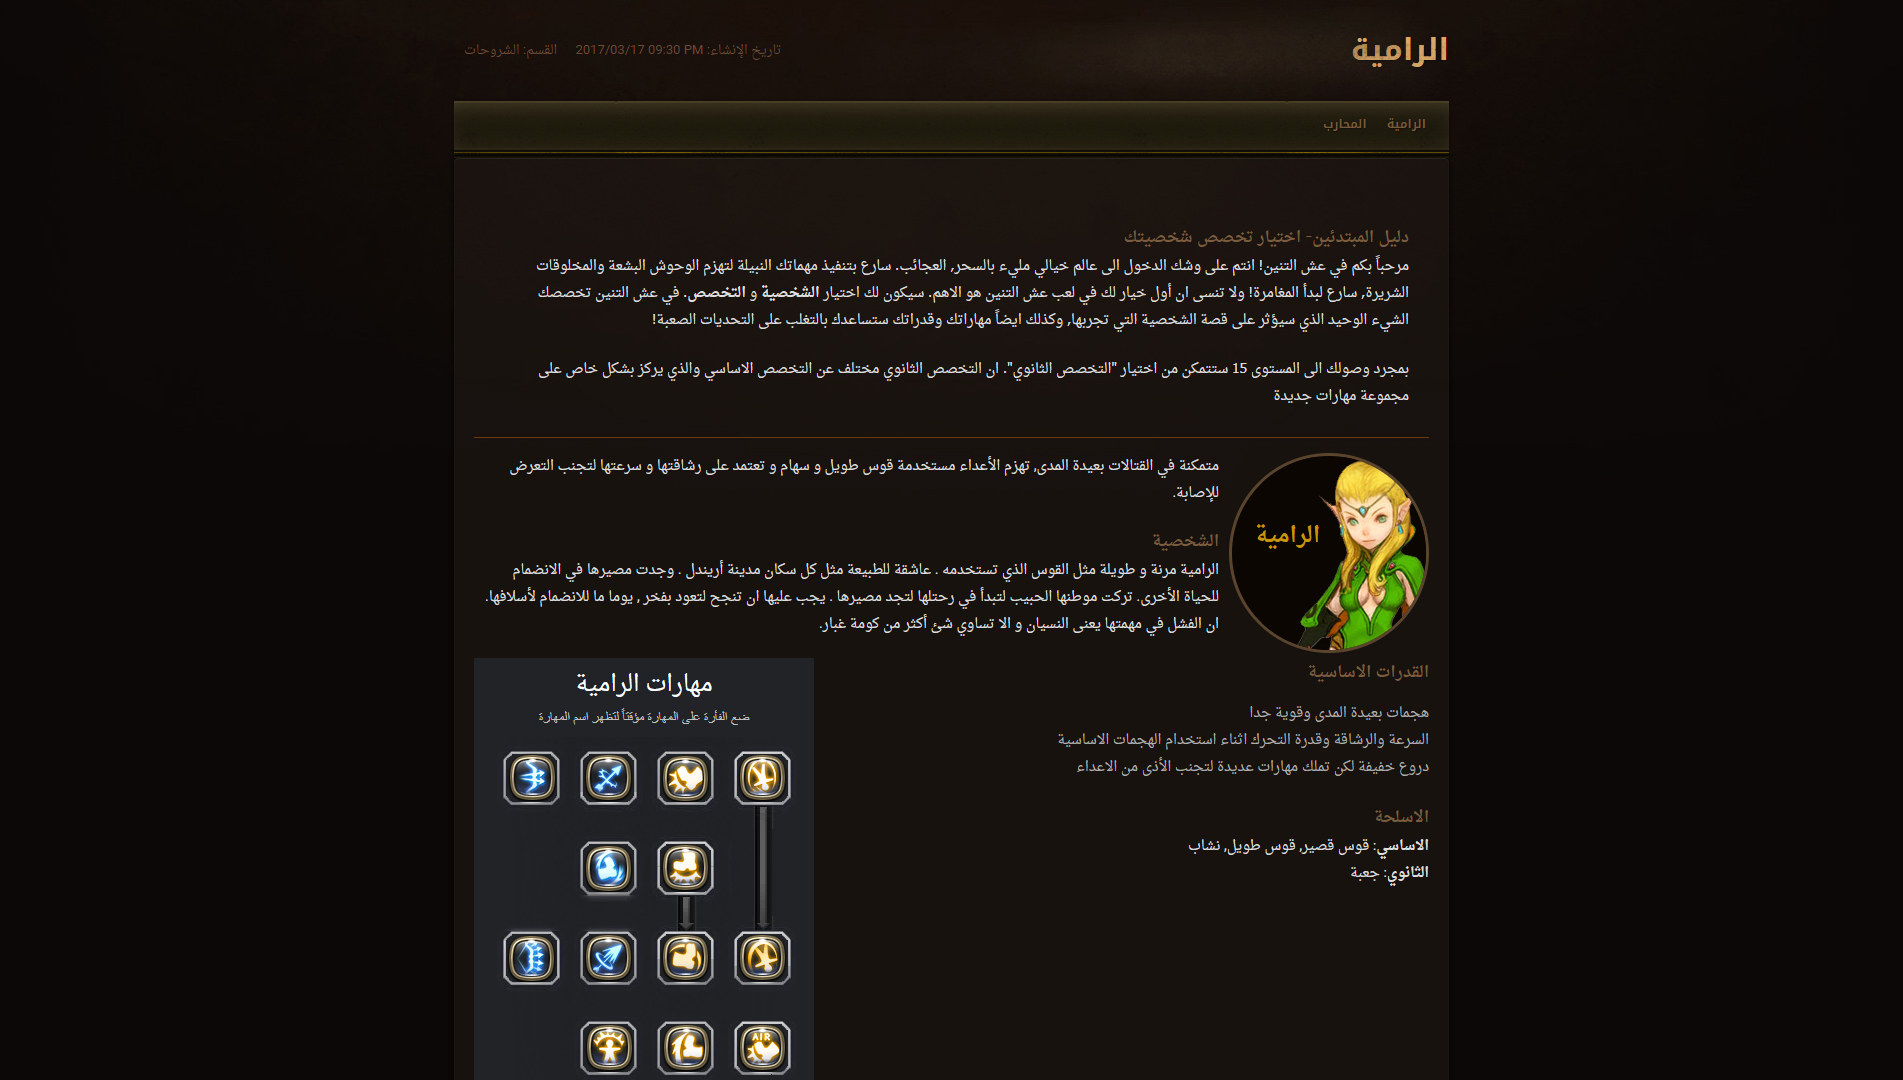 الرامية
تاريخ الإنشاء: 2017/03/17 09:30 PM القسم: الشروحات
الرامية المحارب
دليل المبتدئين- اختيار تخصص شخصيتك
مرحباً بكم في عش التنين! انتم على وشك الدخول الى عالم خيالي مليء بالسحر, العجائب. سارع بتنفيذ مهماتك النبيلة لتهزم الوحوش البشعة والمخلوقات
الشريرة, سارع لبدأ المغامرة! ولا تنسى ان أول خيار لك في لعب عش التنين هو الاهم. سيكون لك اختيار الشخصية و التخصص. في عش التنين تخصصك
الشيء الوحيد الذي سيؤثر على قصة الشخصية التي تجربها, وكذلك ايضاً مهاراتك وقدراتك ستساعدك بالتغلب على التحديات الصعبة!
بمجرد وصولك الى المستوى 15 ستتمكن من اختيار "التخصص الثانوي". ان التخصص الثانوي مختلف عن التخصص الاساسي والذي يركز بشكل خاص على
مجموعة مهارات جديدة
الرامية
متمكنة في القتالات بعيدة المدى, تهزم الأعداء مستخدمة قوس طويل و سهام و تعتمد على رشاقتها و سرعتها لتجنب التعرض
للإصابة.
الشخصية
الرامية مرنة و طويلة مثل القوس الذي تستخدمه . عاشقة للطبيعة مثل كل سكان مدينة أريندل . وجدت مصيرها في الانضمام
للحياة الأخرى. تركت موطنها الحبيب لتبدأ في رحلتها لتجد مصيرها . يجب عليها ان تنجح لتعود بفخر , يوما ما للانضمام لأسلافها.
ان الفشل في مهمتها يعنى النسيان و الا تساوي شئ أكثر من كومة غبار.
القدرات الاساسية
هجمات بعيدة المدى وقوية جدا
السرعة والرشاقة وقدرة التحرك اثناء استخدام الهجمات الاساسية
دروع خفيفة لكن تملك مهارات عديدة لتجنب الأذى من الاعداء
الاسلحة
الاساسي: قوس قصير, قوس طويل, نشاب
الثانوي: جعبة
مهارات الرامية
ضع الفأرة على المهارة مؤقتاً لتظهر اسم المهارة
AIR